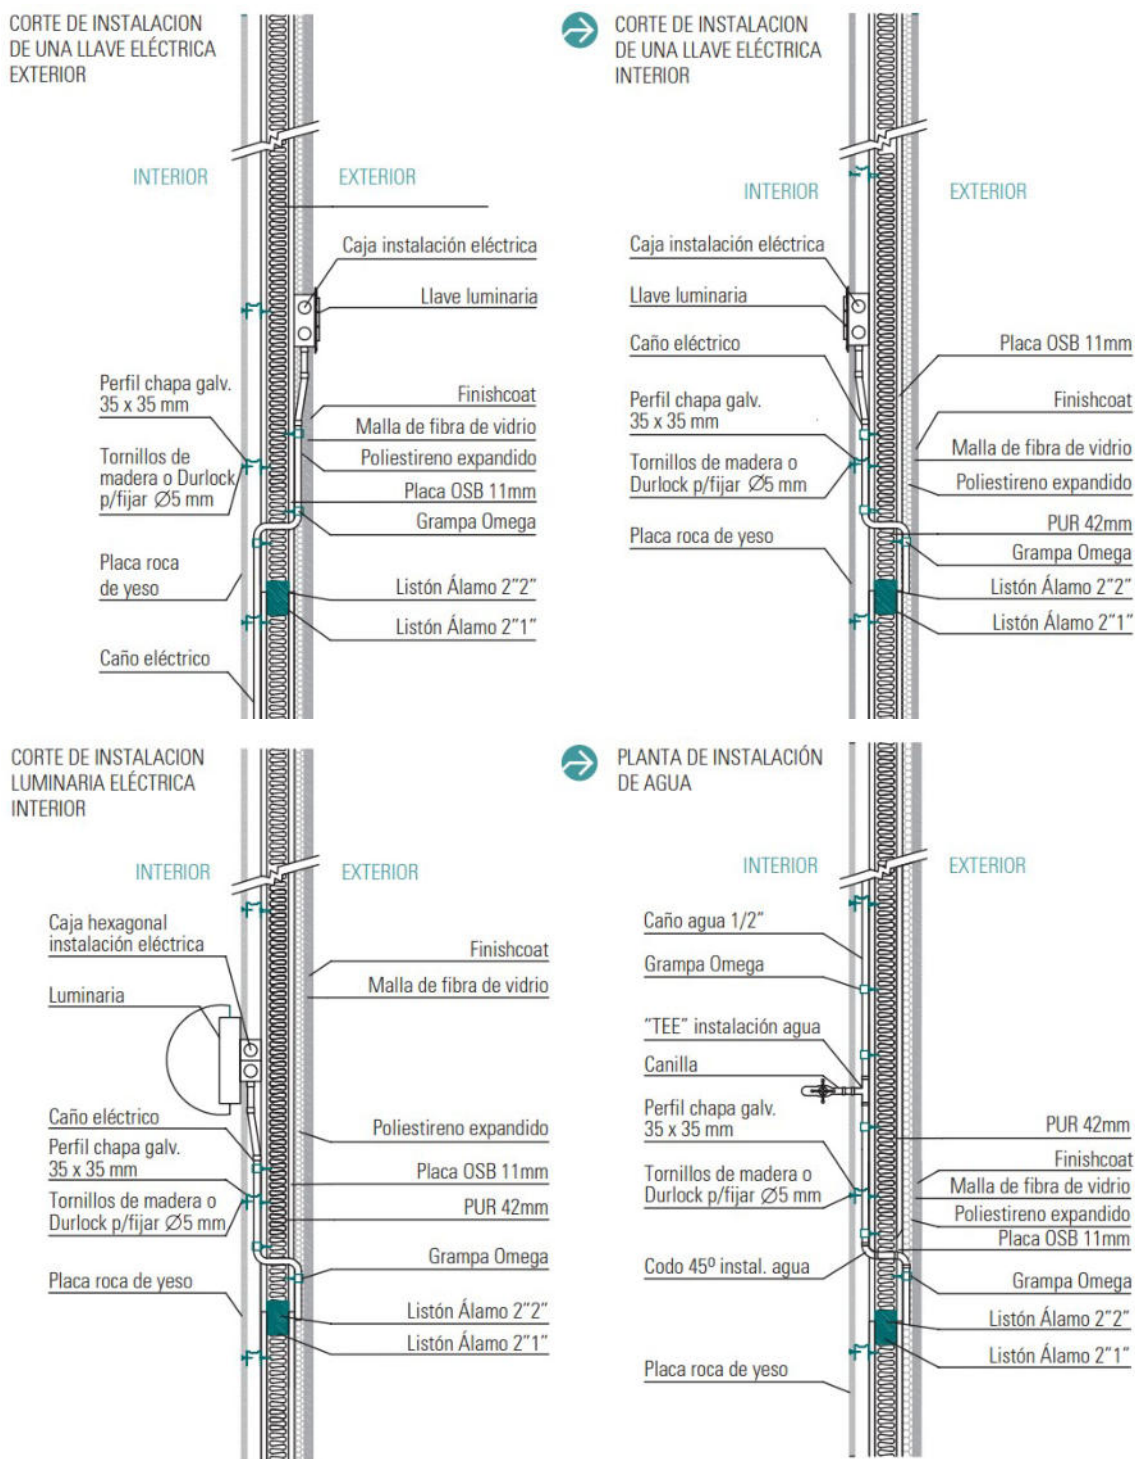 CORTE DE INSTALACION
DE UNA LLAVE ELÉCTRICA
EXTERIOR
INTERIOR
EXTERIOR
Caja instalación eléctrica
Llave luminaria
Perfil chapa galv.
35 x 35 mm
Finishcoat
Malla de fibra de vidrio
Tornillos de
madera o Durlock
p/fijar Ø5 mm
Poliestireno expandido
Placa OSB 11mm
Grampa Omega
Placa roca
de yeso
Listón Álamo 2"2"
Listón Álamo 2"1"
Caño eléctrico
CORTE DE INSTALACION
DE UNA LLAVE ELÉCTRICA
INTERIOR
INTERIOR
EXTERIOR
Caja instalación eléctrica
Llave luminaria
Caño eléctrico
Placa OSB 11mm
Perfil chapa galv.
35 x 35 mm
Finishcoat
Malla de fibra de vidrio
Tornillos de madera o
Durlock p/fijar Ø5 mm
Poliestireno expandido
PUR 42mm
Placa roca de yeso
Grampa Omega
Listón Álamo 2"2"
Listón Álamo 2"1"
CORTE DE INSTALACION
LUMINARIA ELÉCTRICA
INTERIOR
INTERIOR
EXTERIOR
Caja hexagonal
instalación eléctrica
Finishcoat
Malla de fibra de vidrio
Luminaria
Caño eléctrico
Poliestireno expandido
Perfil chapa galv.
35 x 35 mm
Placa OSB 11mm
Tornillos de madera o
Durlock p/fijar Ø5 mm
PUR 42mm
Grampa Omega
Placa roca de yeso
Listón Álamo 2"2"
Listón Álamo 2"1"
PLANTA DE INSTALACIÓN
DE AGUA
INTERIOR
EXTERIOR
Caño agua 1/2"
Grampa Omega
"TEE" instalación agua
Canilla
Perfil chapa galv.
35 x 35 mm
PUR 42mm
Finishcoat
Tornillos de madera o
Durlock p/fijar Ø5 mm
Malla de fibra de vidrio
Poliestireno expandido
Placa OSB 11mm
Codo 45º instal. agua
Grampa Omega
Listón Álamo 2"2"
Listón Álamo 2"1"
Placa roca de yeso